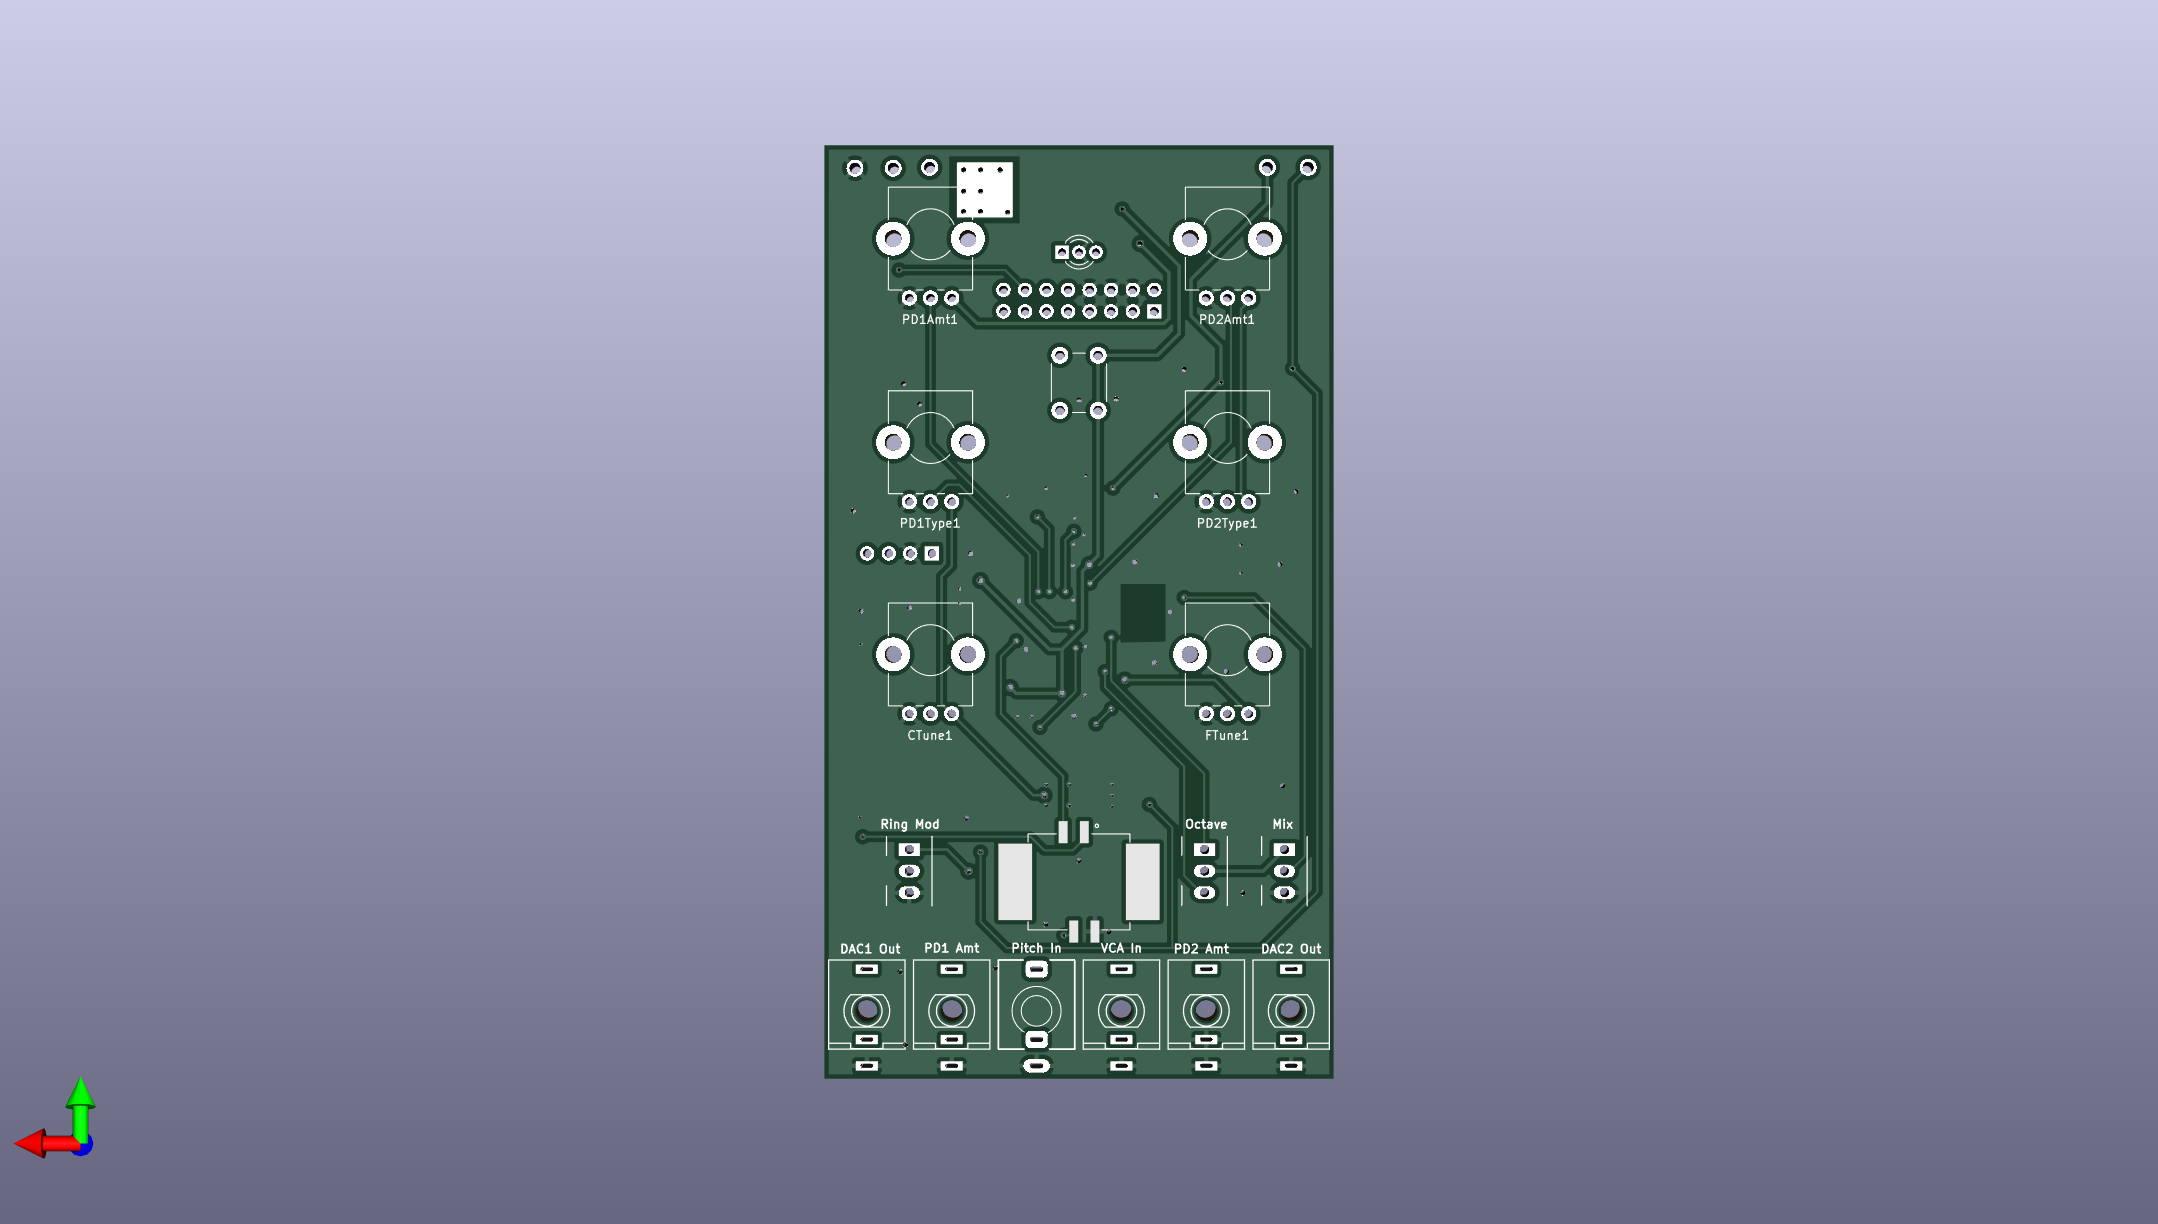 PD1Amt1
PD2Amt1
PD1Type1
PD2Type1
CTune1
FTune1
Ring Mod
Octave
Mix
DAC1 Out
PD1 Amt
Pitch In
VCA In
PD2 Amt
DAC2 Out